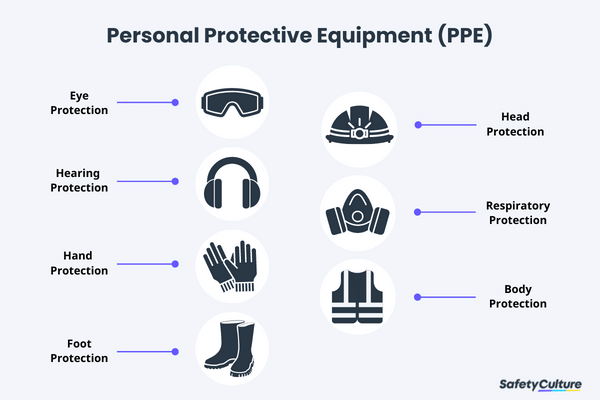 Personal Protective Equipment (PPE)
Eye
Protection
Hearing
Protection
Hand
Protection
Foot
Protection
Head
Protection
Respiratory
Protection
Body
Protection
SafetyCulture